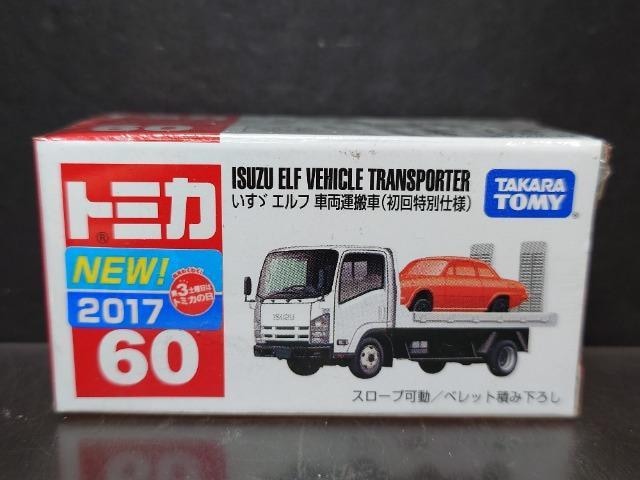 60
トミカ
®
NEW!
2017
第3土曜日は
トミカの日
60
ISUZU ELF VEHICLE TRANSPORTER
いすゞ エルフ 車両運搬車(初回特別仕様)
TAKARA
TOMY
ISUZU
スロープ可動/ベレット積み下ろし